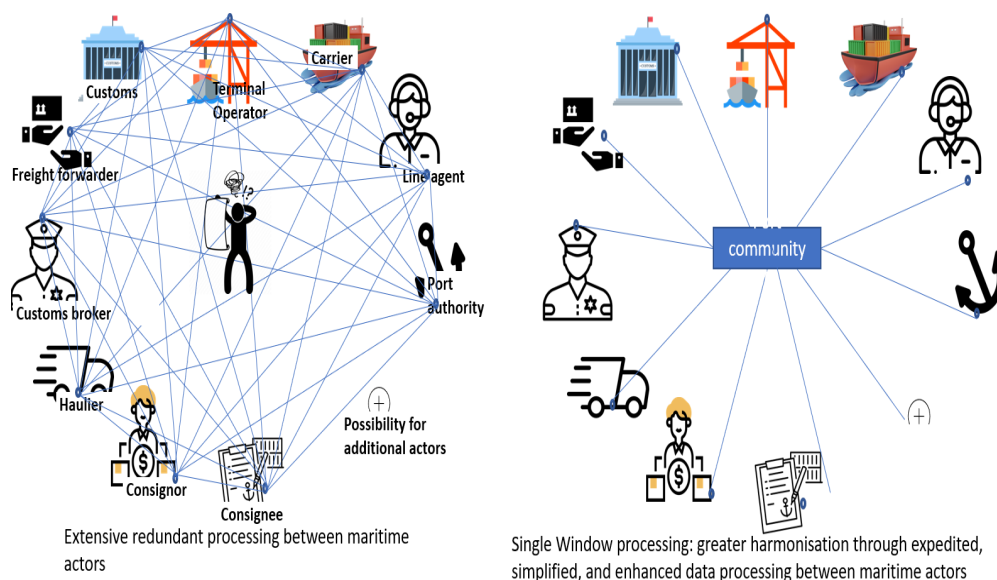 Customs
Terminal
Operator
Carrier
Freight forwarder
Line agent
Customs broker
Port
authority
Haulier
Possibility for
additional actors
Consignor
Consignee
Extensive redundant processing between maritime
actors
community
Single Window processing: greater harmonisation through expedited,
simplified, and enhanced data processing between maritime actors